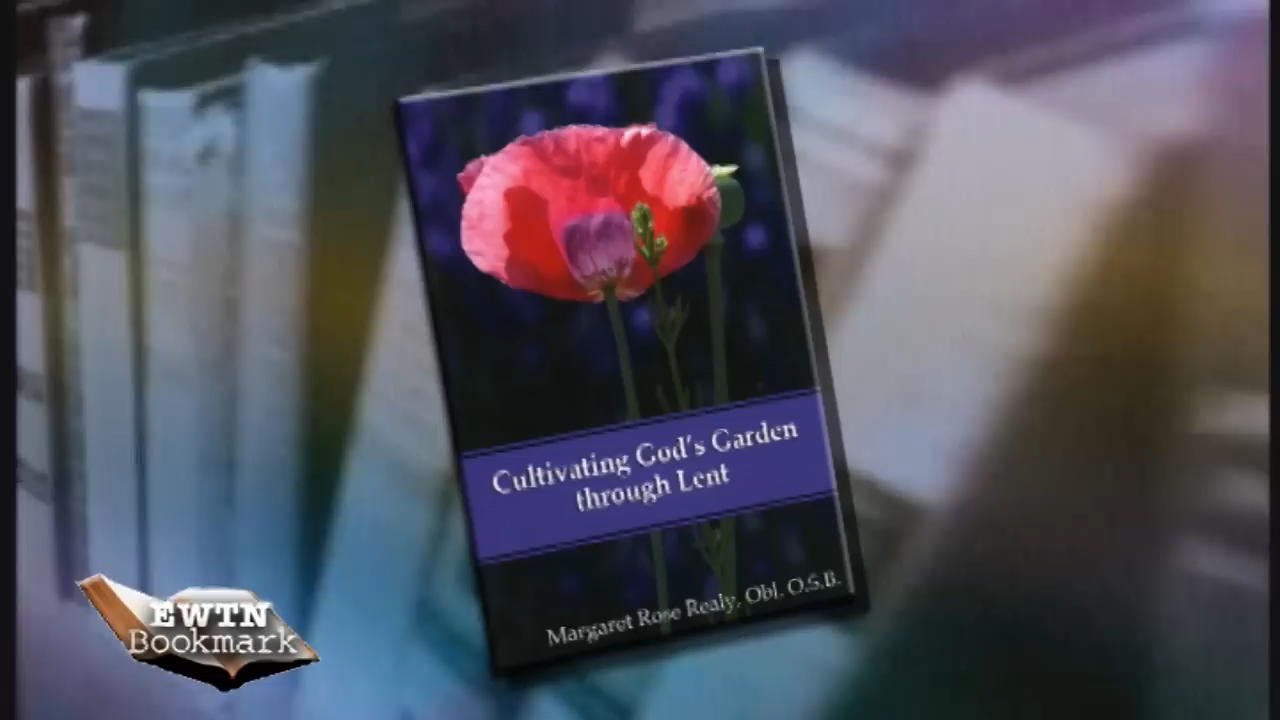 Cultivating God's Garden
through Lent
Margaret Rose Realy, Obl. O.S.B.
EWTN
Bookmark